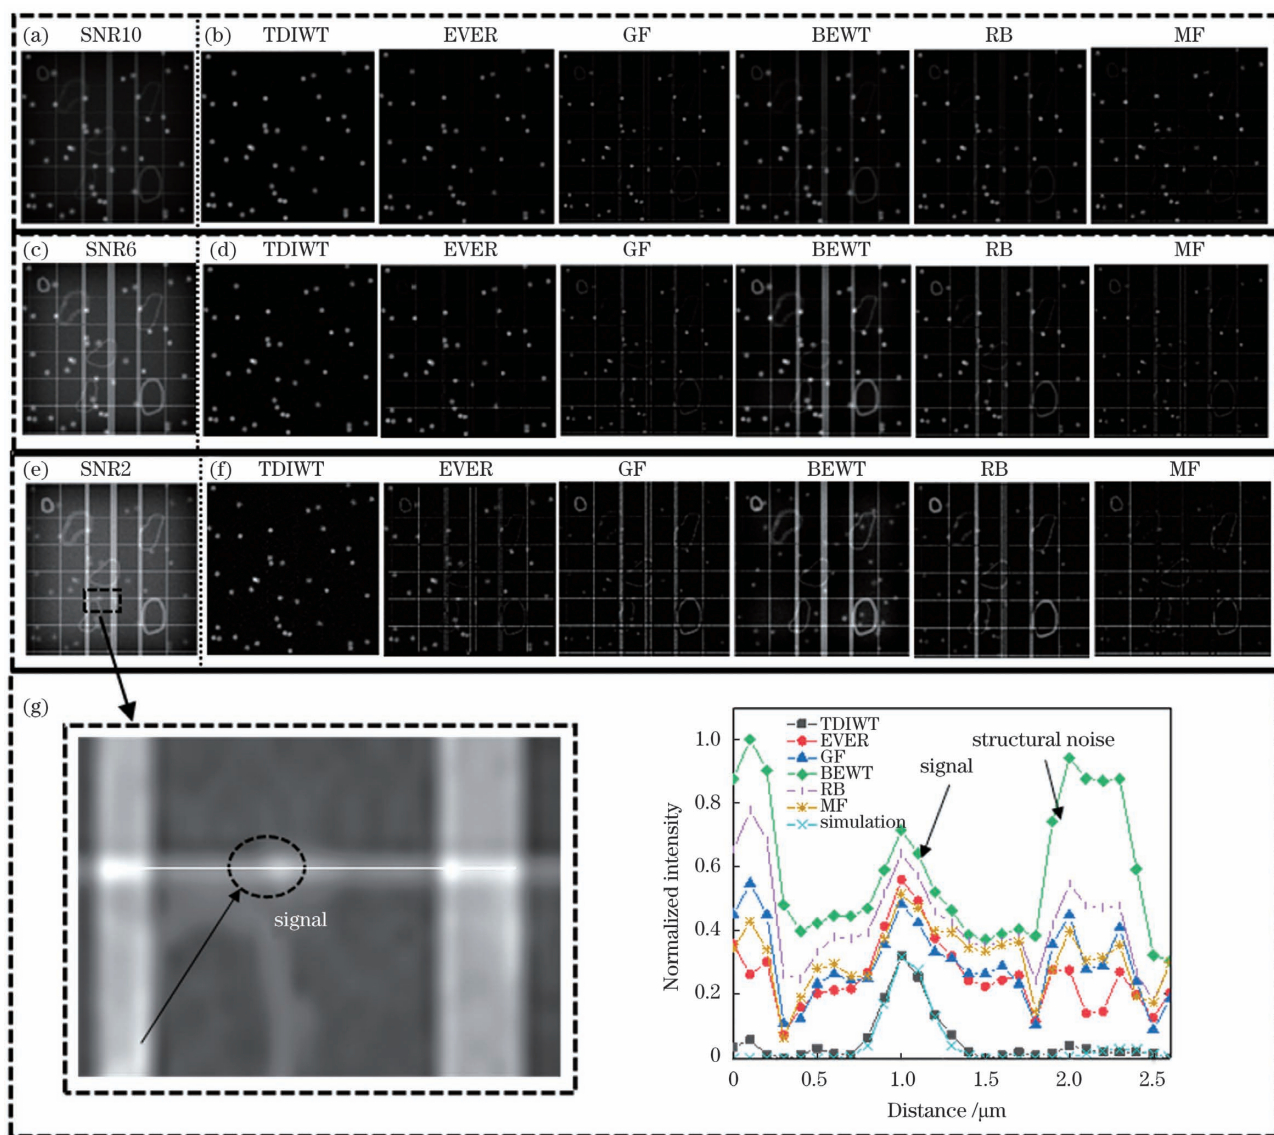 (a) SNR10 (b) TDIWT EVER GF BEWT RB MF
(c) SNR6 (d) TDIWT EVER GF BEWT RB MF
(e) SNR2 (f) TDIWT EVER GF BEWT RB MF
(g)
signal
TDIWT
EVER
GF
BEWT
RB
MF
simulation
structural noise
signal
1.0
0.8
0.6
0.4
0.2
0
Normalized intensity
0 0.5 1.0 1.5 2.0 2.5
Distance /μm